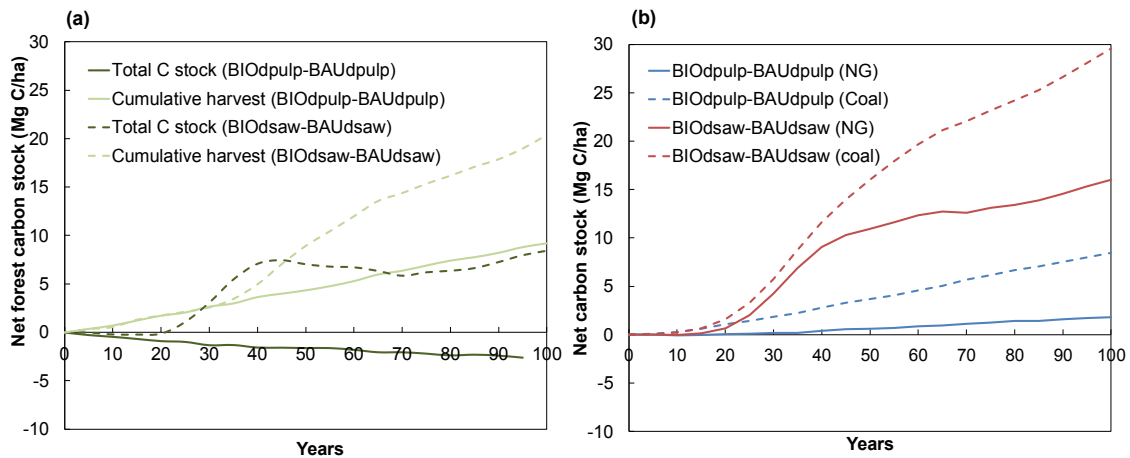 (a)
30
25
20
15
10
5
0
-5
-10
Net forest carbon stock (Mg C/ha)
Total C stock (BIOdpulp-BAUdpulp)
Cumulative harvest (BIOdpulp-BAUdpulp)
Total C stock (BIOdsaw-BAUdsaw)
Cumulative harvest (BIOdsaw-BAUdsaw)
0 10 20 30 40 50 60 70 80 90 100
Years
(b)
30
25
20
15
10
5
0
-5
-10
Net carbon stock (Mg C/ha)
BIOdpulp-BAUdpulp (NG)
BIOdpulp-BAUdpulp (Coal)
BIOdsaw-BAUdsaw (NG)
BIOdsaw-BAUdsaw (coal)
0 10 20 30 40 50 60 70 80 90 100
Years